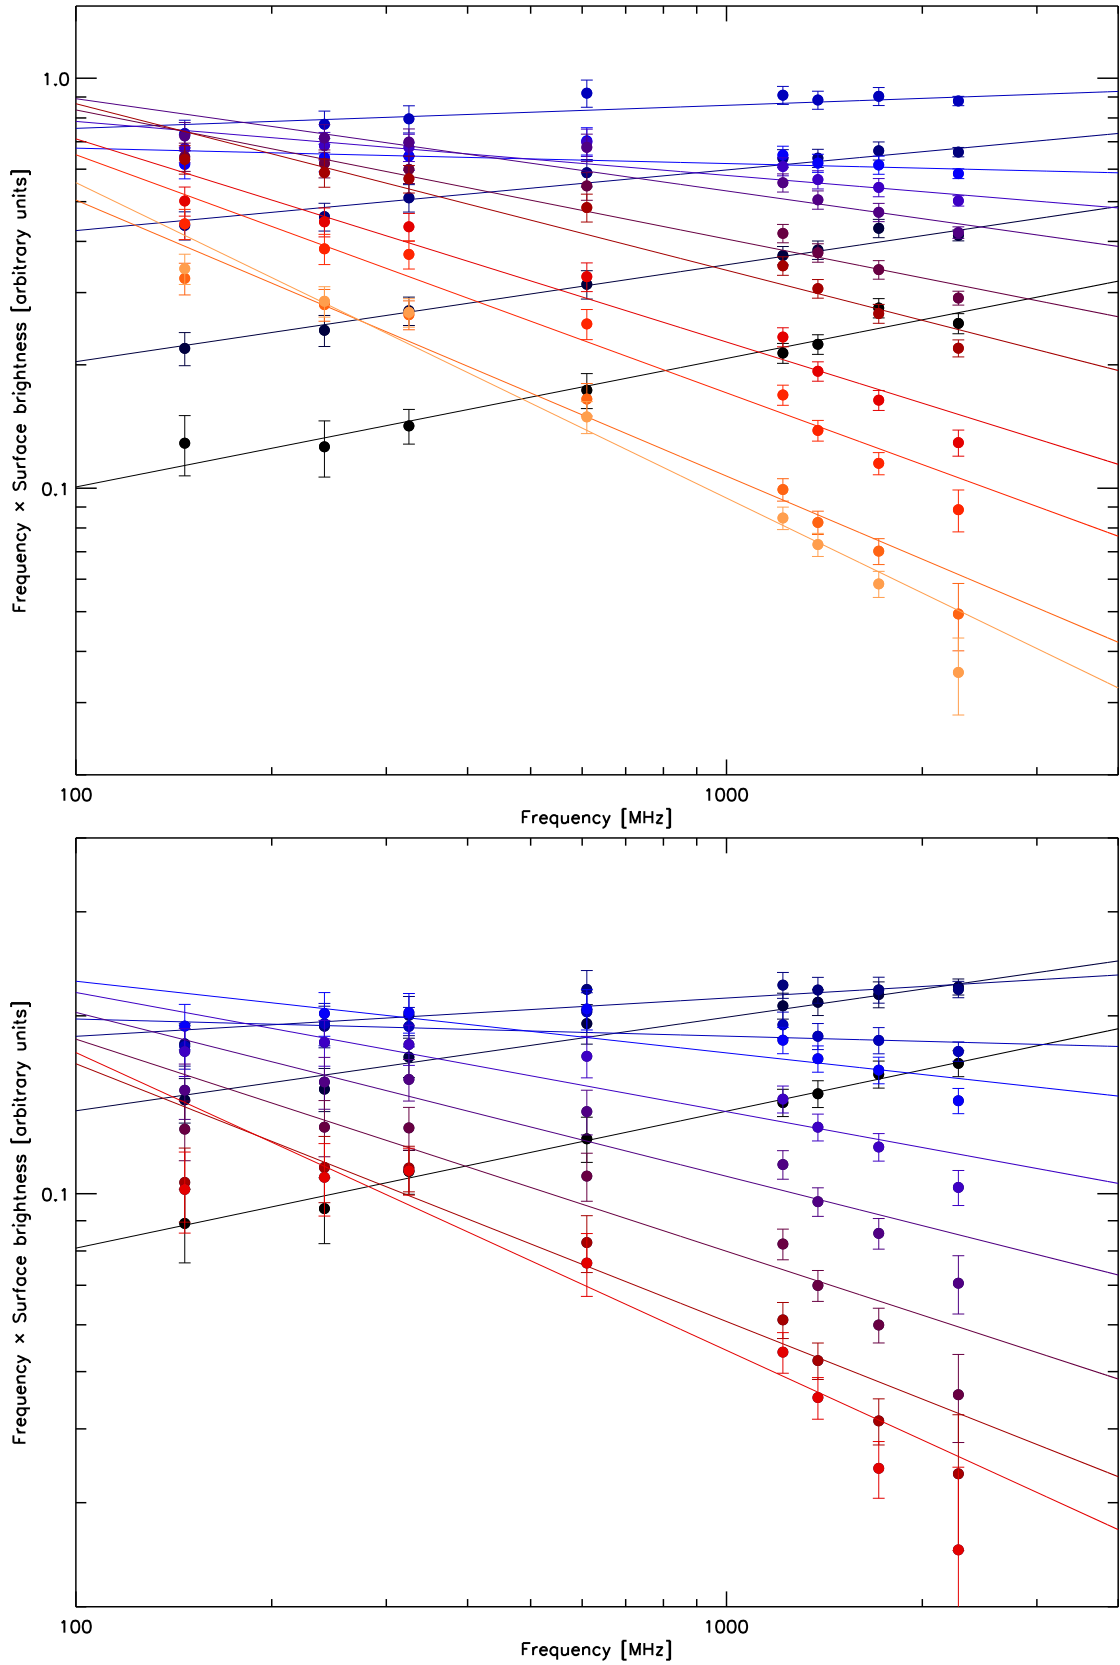 1.0
0.1
Frequency × Surface brightness [arbitrary units]
100
1000
Frequency [MHz]
0.1
Frequency × Surface brightness [arbitrary units]
100
1000
Frequency [MHz]